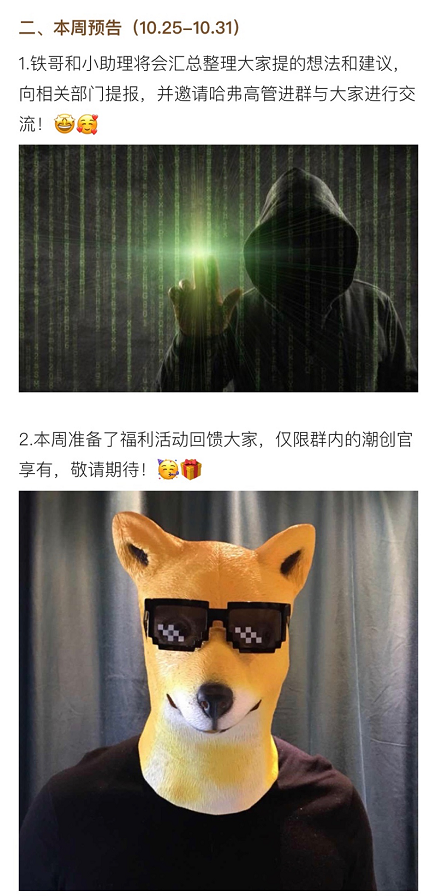 二、本周预告（10.25-10.31）
1.铁哥和小助理将会汇总整理大家提的想法和建议，
向相关部门提报，并邀请哈弗高管进群与大家进行交
流！🤩🥰
2.本周准备了福利活动回馈大家，仅限群内的潮创官
享有，敬请期待！🥳🎁